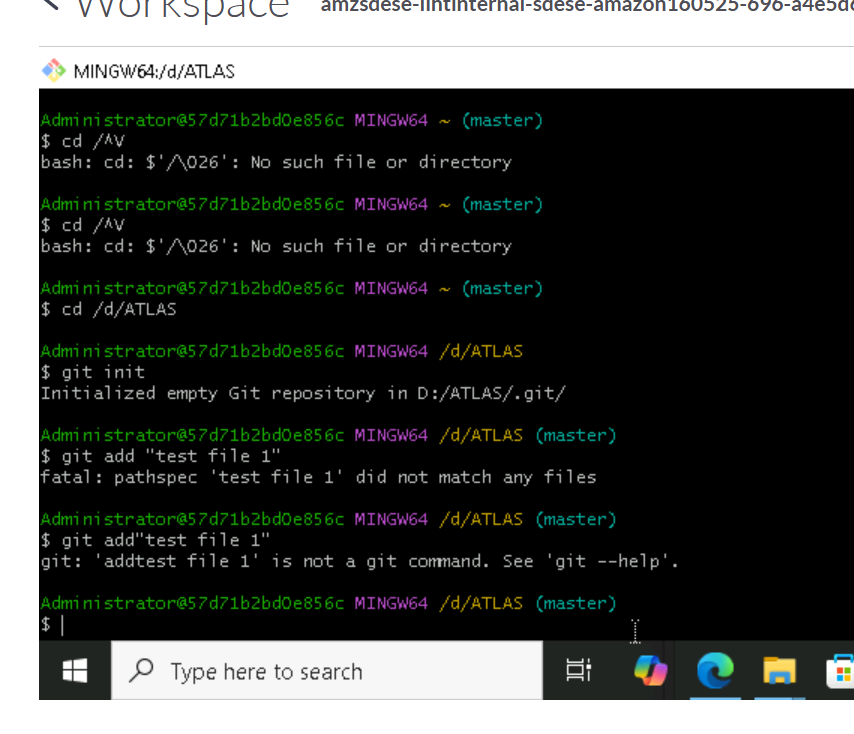 Workspace amzsdese-lintinternal-sdese-amazon160525-696-a4e5d
MINGW64:/d/ATLAS
Administrator@57d71b2bd0e856c MINGW64 ~ (master)
$ cd /^V
bash: cd: $'/\026': No such file or directory
Administrator@57d71b2bd0e856c MINGW64 ~ (master)
$ cd /^V
bash: cd: $'/\026': No such file or directory
Administrator@57d71b2bd0e856c MINGW64 ~ (master)
$ cd /d/ATLAS
Administrator@57d71b2bd0e856c MINGW64 /d/ATLAS
$ git init
Initialized empty Git repository in D:/ATLAS/.git/
Administrator@57d71b2bd0e856c MINGW64 /d/ATLAS (master)
$ git add "test file 1"
fatal: pathspec 'test file 1' did not match any files
Administrator@57d71b2bd0e856c MINGW64 /d/ATLAS (master)
$ git add"test file 1"
git: 'addtest file 1' is not a git command. See 'git --help'.
Administrator@57d71b2bd0e856c MINGW64 /d/ATLAS (master)
$
Type here to search